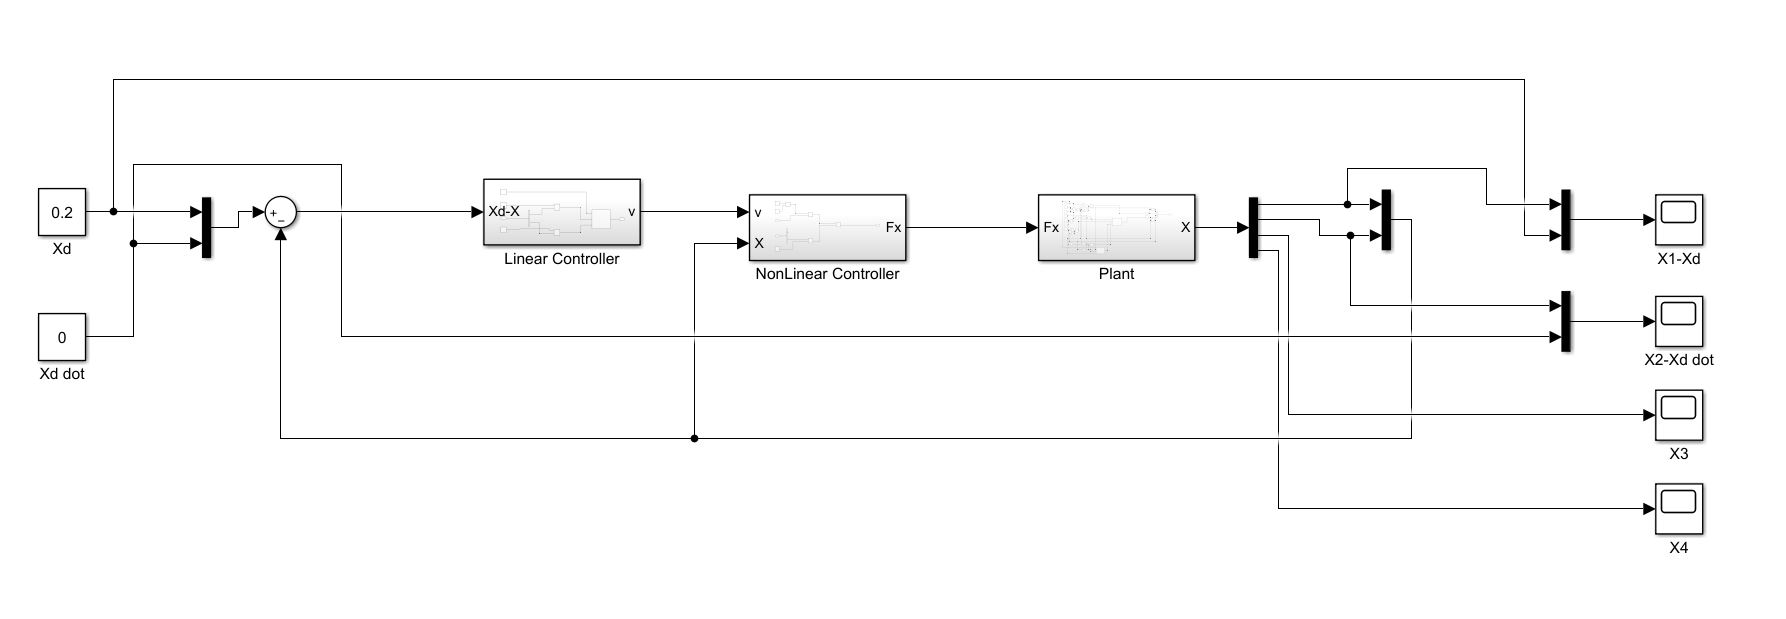 0.2
Xd
0
Xd dot
+
−
Xd-X
v
Linear Controller
v
X
Fx
NonLinear Controller
Fx
X
Plant
X1-Xd
X2-Xd dot
X3
X4